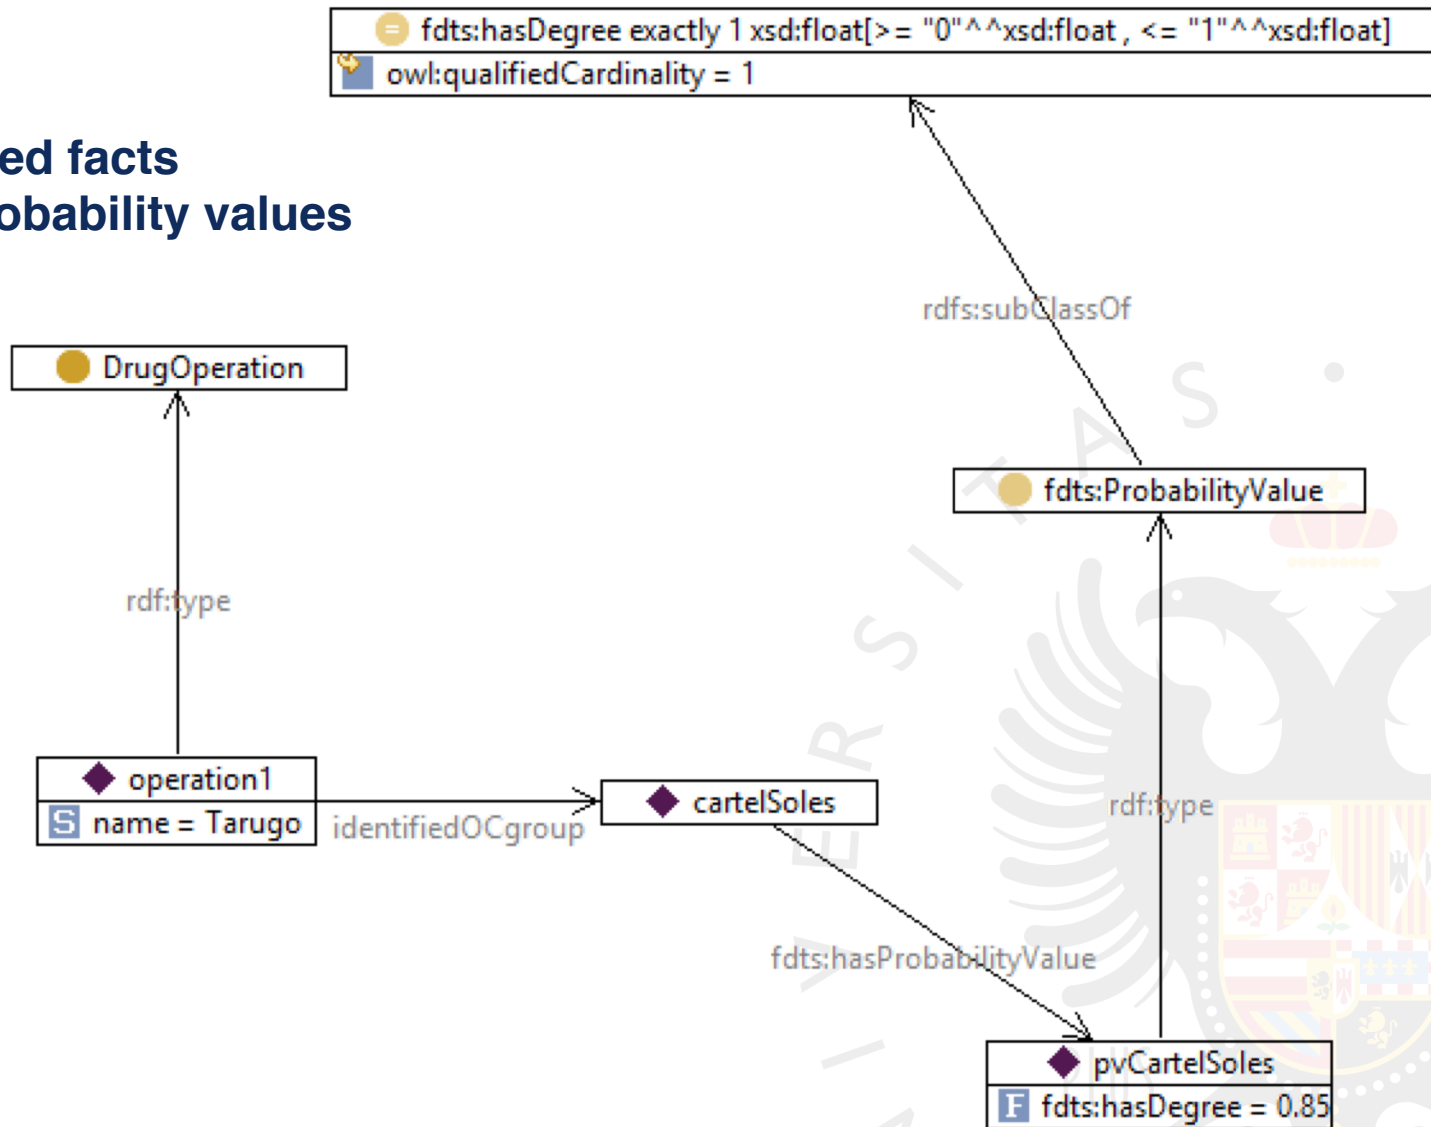 = fdts:hasDegree exactly 1 xsd:float[>= "0"^^xsd:float , <= "1"^^xsd:float]
owl:qualifiedCardinality = 1
ed facts
obability values
rdfs:subClassOf
DrugOperation
fdts:ProbabilityValue
rdf:type
operation1
S name = Tarugo
identifiedOCgroup
cartelSoles
rdf:type
fdts:hasProbabilityValue
pvCartelSoles
F fdts:hasDegree = 0.85
VERSITAS •